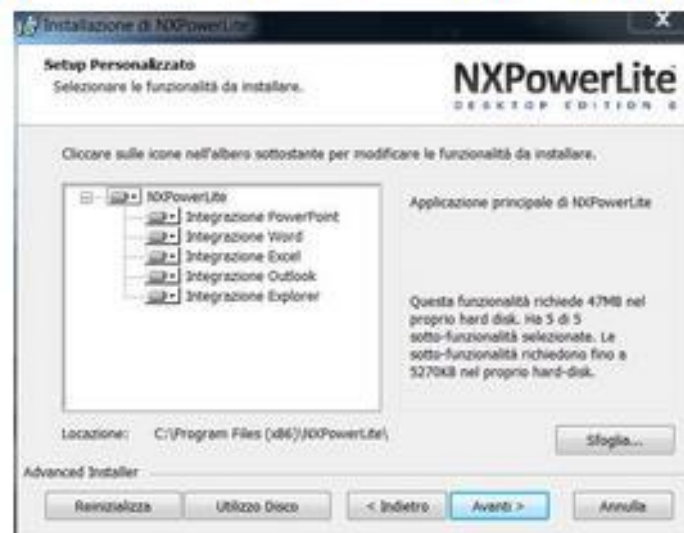 Installazione di NXPowerLite
X
Setup Personalizzato
Selezionare le funzionalità da installare.
NXPowerLite
DESKTOP EDITION 6
Cliccare sulle icone nell'albero sottostante per modificare le funzionalità da installare.
NXPowerLite
Integrazione PowerPoint
Integrazione Word
Integrazione Excel
Integrazione Outlook
Integrazione Explorer
Applicazione principale di NXPowerLite
Questa funzionalità richiede 47MB nel
proprio hard disk. Ha 5 di 5
sotto-funzionalità selezionate. Le
sotto-funzionalità richiedono fino a
5270KB nel proprio hard-disk.
Locazione: C:\Program Files (x86)\NXPowerLite\
Sfoglia...
Advanced Installer
Reinizializza
Utilizzo Disco
< Indietro
Avanti >
Annulla